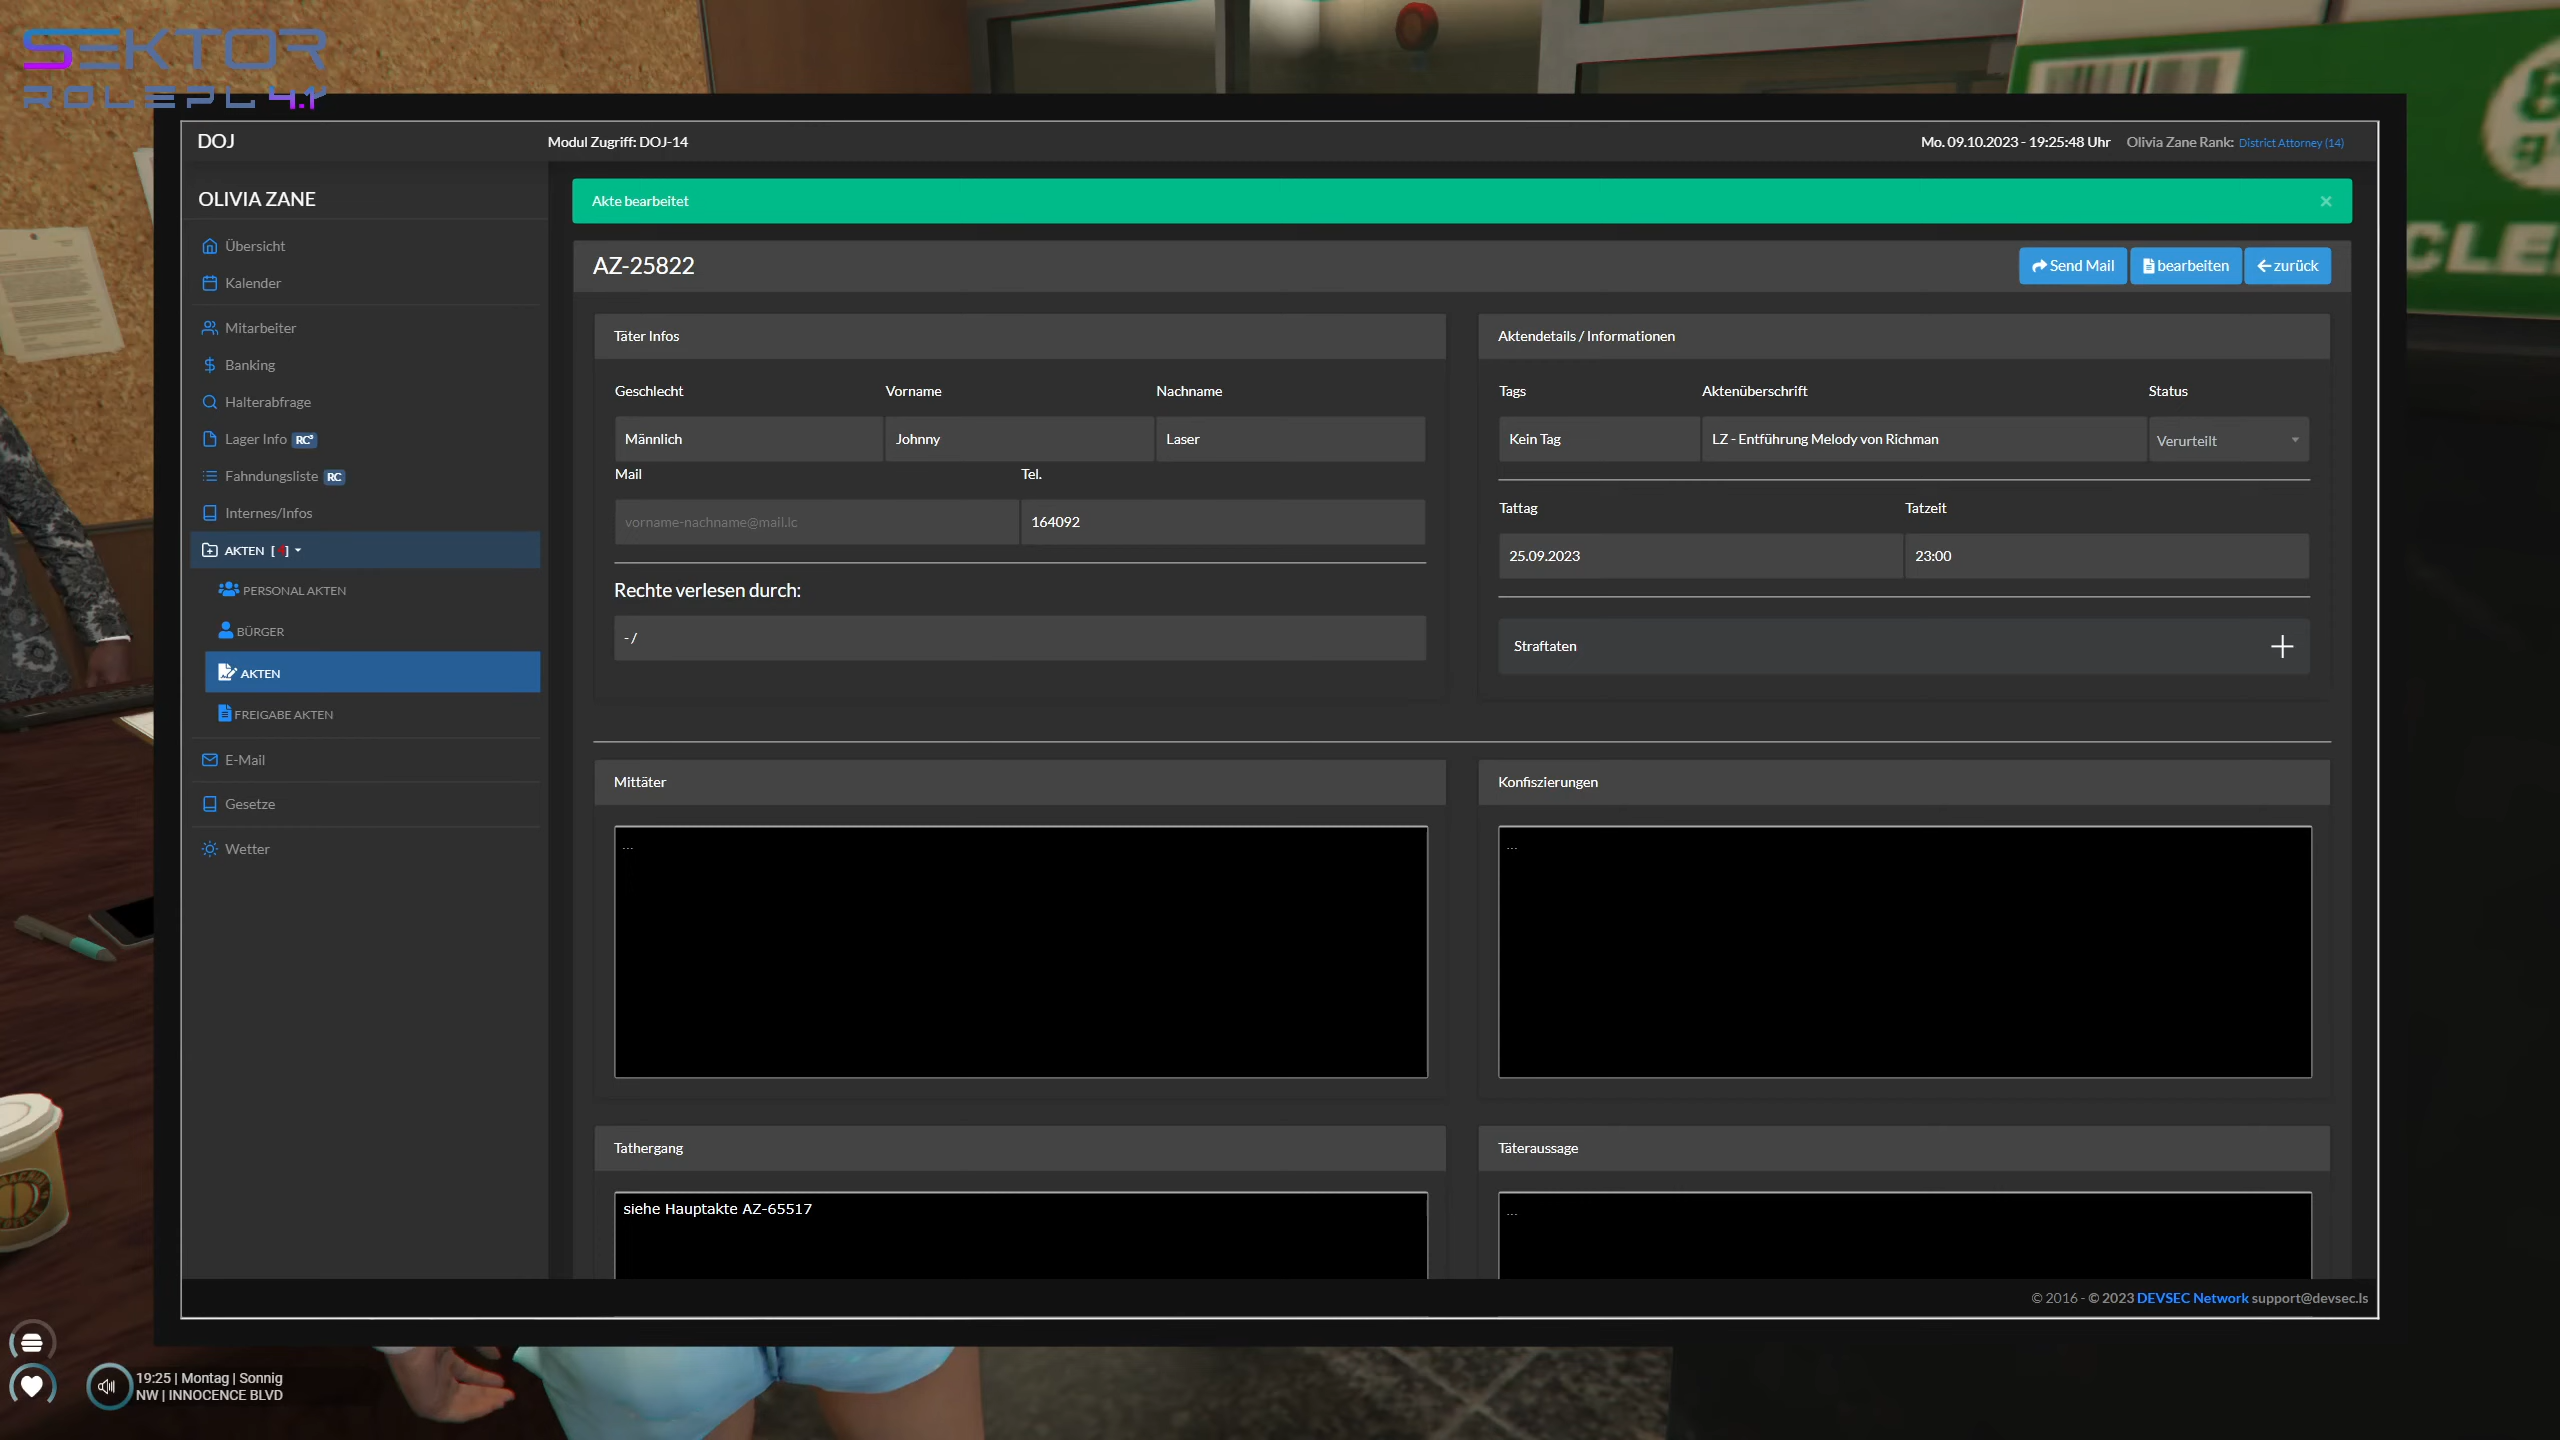 SEKTOR
ROLEPL4.Y
DOJ
Modul Zugriff: DOJ-14
Mo. 09.10.2023 - 19:25:48 Uhr
Olivia Zane Rank: District Attorney (14)
OLIVIA ZANE
Übersicht
Kalender
Mitarbeiter
Banking
Halterabfrage
Lager Info RC³
Fahndungsliste RC
Internes/Infos
AKTEN
PERSONAL AKTEN
BÜRGER
AKTEN
FREIGABE AKTEN
E-Mail
Gesetze
Wetter
Akte bearbeitet
×
AZ-25822
Send Mail
bearbeiten
zurück
Täter Infos
Geschlecht Vorname Nachname
Männlich Johnny Laser
Mail Tel.
vorname-nachname@mail.lc 164092
Rechte verlesen durch:
- /
Aktendetails / Informationen
Tags Aktenüberschrift Status
Kein Tag LZ - Entführung Melody von Richman Verurteilt
Tattag Tatzeit
25.09.2023 23:00
Straftaten
Mittäter
...
Konfiszierungen
...
Tathergang
siehe Hauptakte AZ-65517
Täteraussage
...
© 2016 - © 2023 DEVSEC Network support@devsec.ls
19:25 | Montag | Sonnig
NW | INNOCENCE BLVD